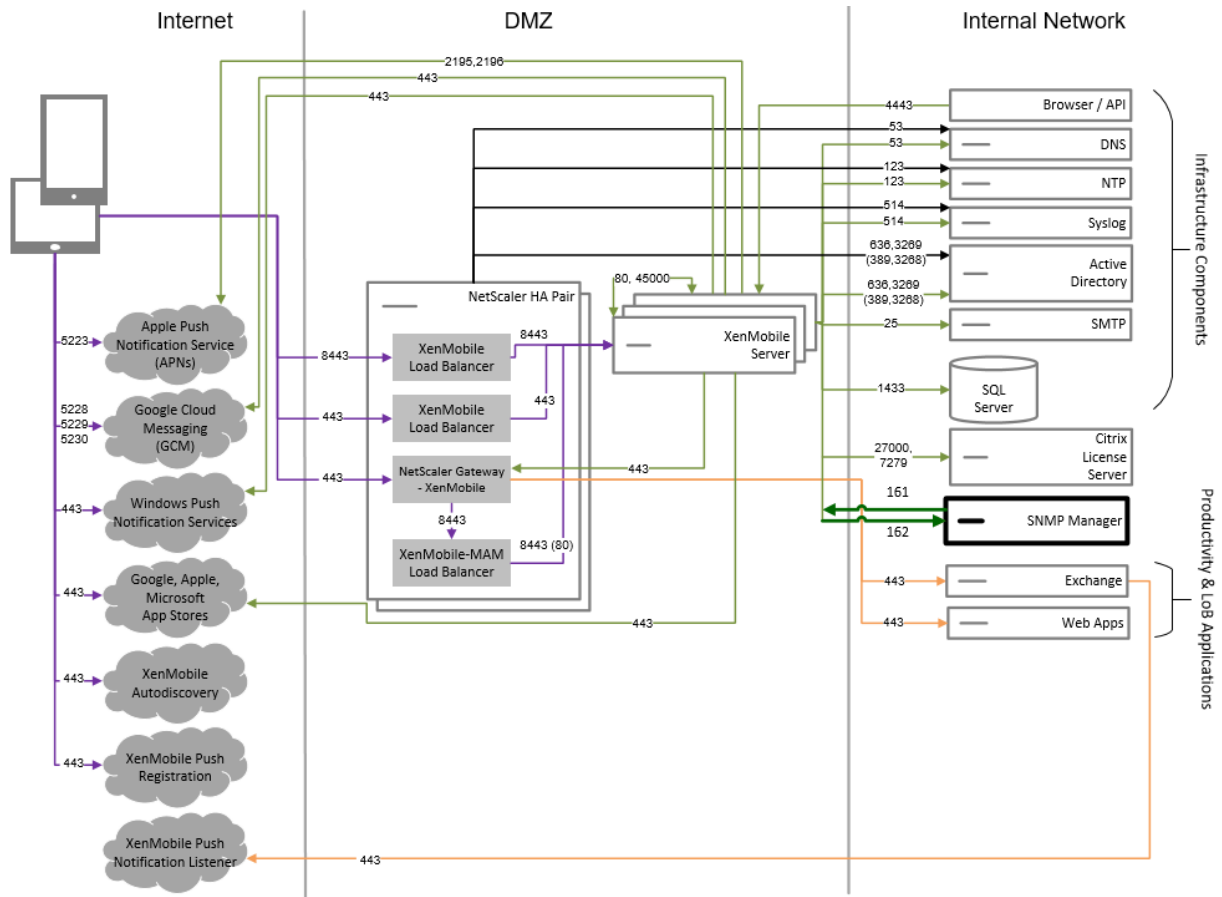 Internet
DMZ
Internal Network
2195,2196
443
443
4443
Browser / API
53
53
DNS
123
123
NTP
514
514
Syslog
636,3269
(389,3268)
636,3269
(389,3268)
Active
Directory
25
SMTP
1433
SQL
Server
27000,
7279
Citrix
License
Server
161
162
SNMP Manager
443
Exchange
443
Web Apps
Infrastructure Components
Productivity & LoB Applications
80, 45000
XenMobile
Server
NetScaler HA Pair
8443
XenMobile
Load Balancer
8443
443
XenMobile
Load Balancer
443
443
NetScaler Gateway
- XenMobile
443
8443
XenMobile-MAM
Load Balancer
8443 (80)
443
5223
Apple Push
Notification Service
(APNs)
5228
5229
5230
Google Cloud
Messaging
(GCM)
443
Windows Push
Notification Services
443
Google, Apple,
Microsoft
App Stores
443
XenMobile
Autodiscovery
443
XenMobile Push
Registration
XenMobile Push
Notification Listener
443